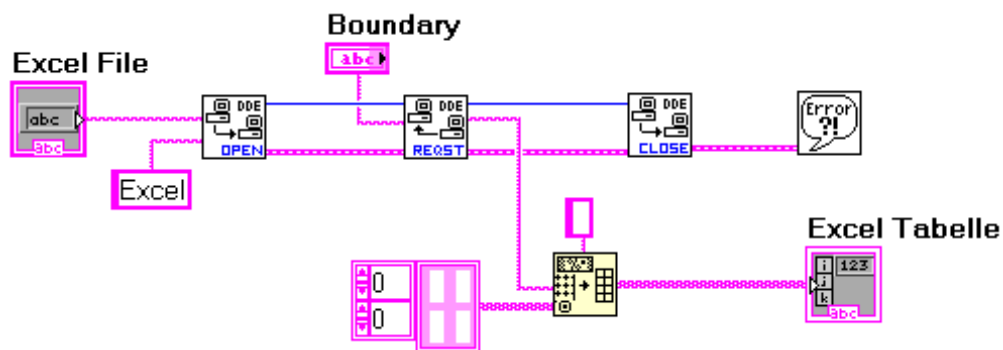 Boundary
Excel File
abc
abc
abc
DDE
OPEN
DDE
REQST
DDE
CLOSE
Error
?!
Excel
Excel Tabelle
0
0
i
j
k
123
abc